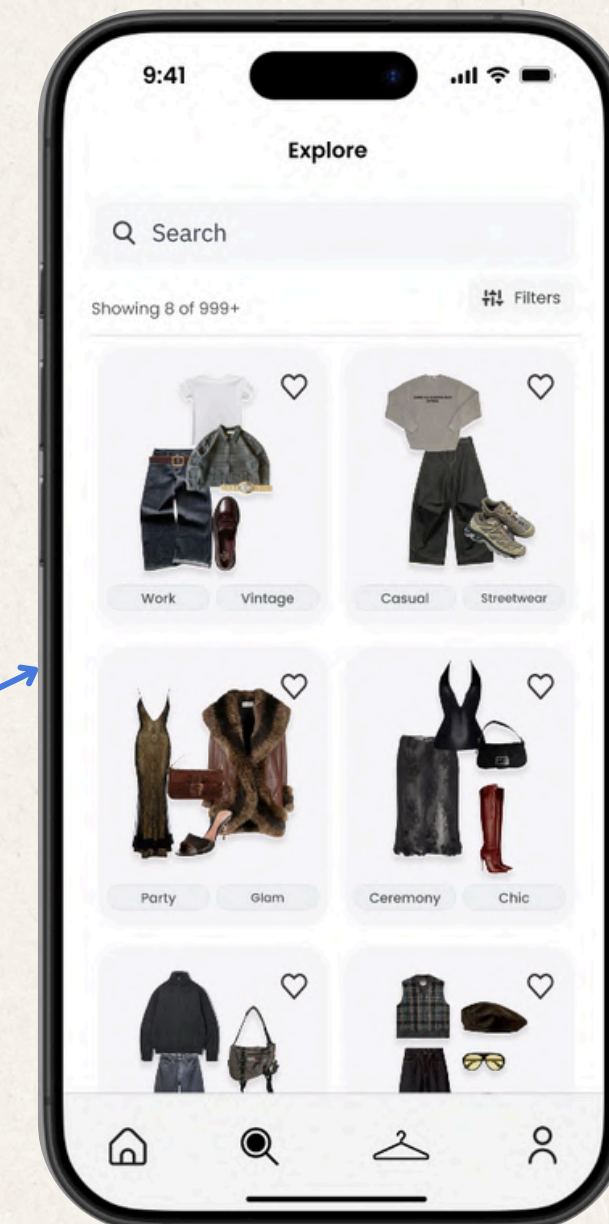 9:41
Explore
Search
Showing 8 of 999+
Filters
Work Vintage
Casual Streetwear
Party Glam
Ceremony Chic